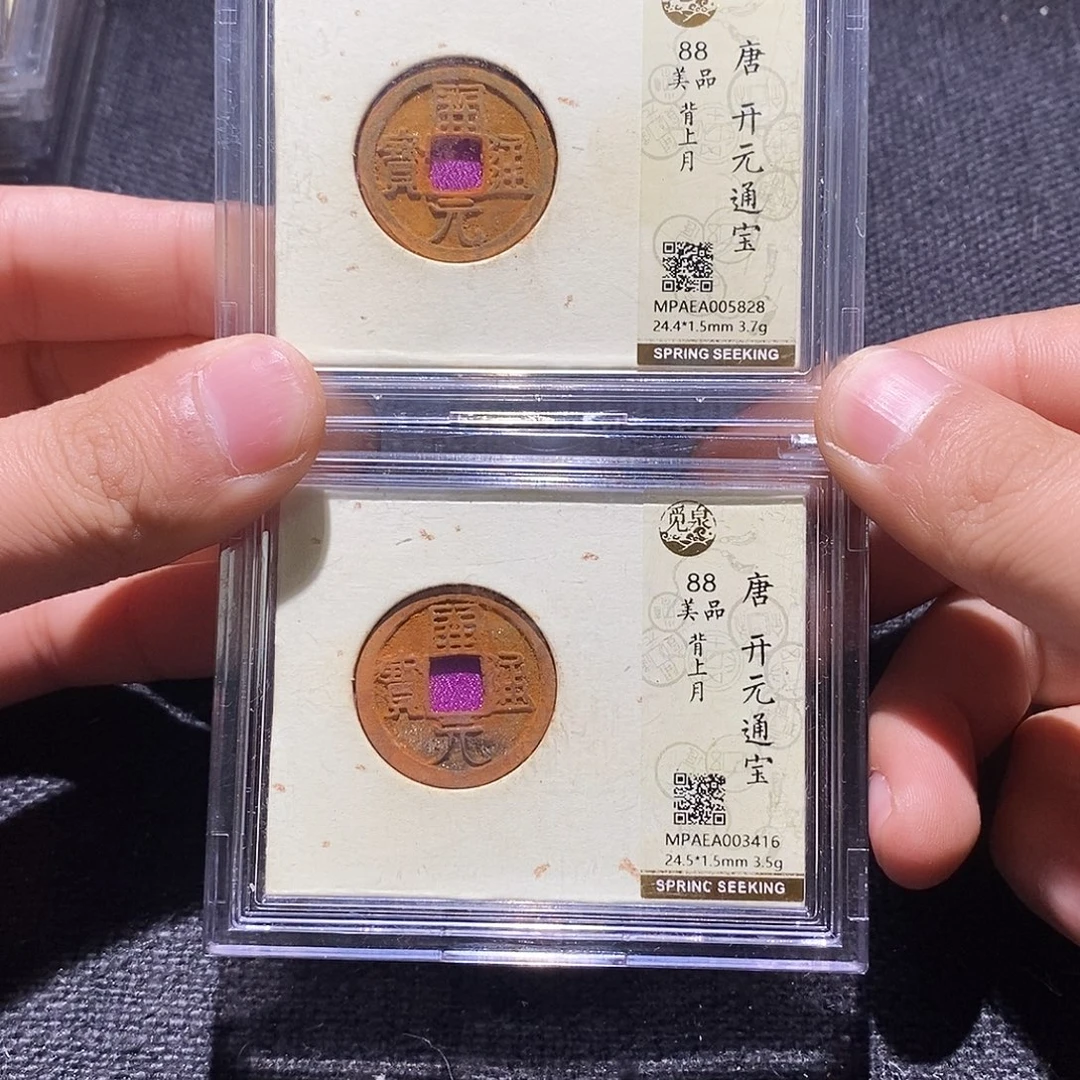 開元通寶
唐 开元通宝
88
美品
背上月
MPAEA005828
24.4*1.5mm 3.7g
SPRING SEEKING
開元通寶
觅泉
唐 开元通宝
88
美品
背上月
MPAEA003416
24.5*1.5mm 3.5g
SPRING SEEKING